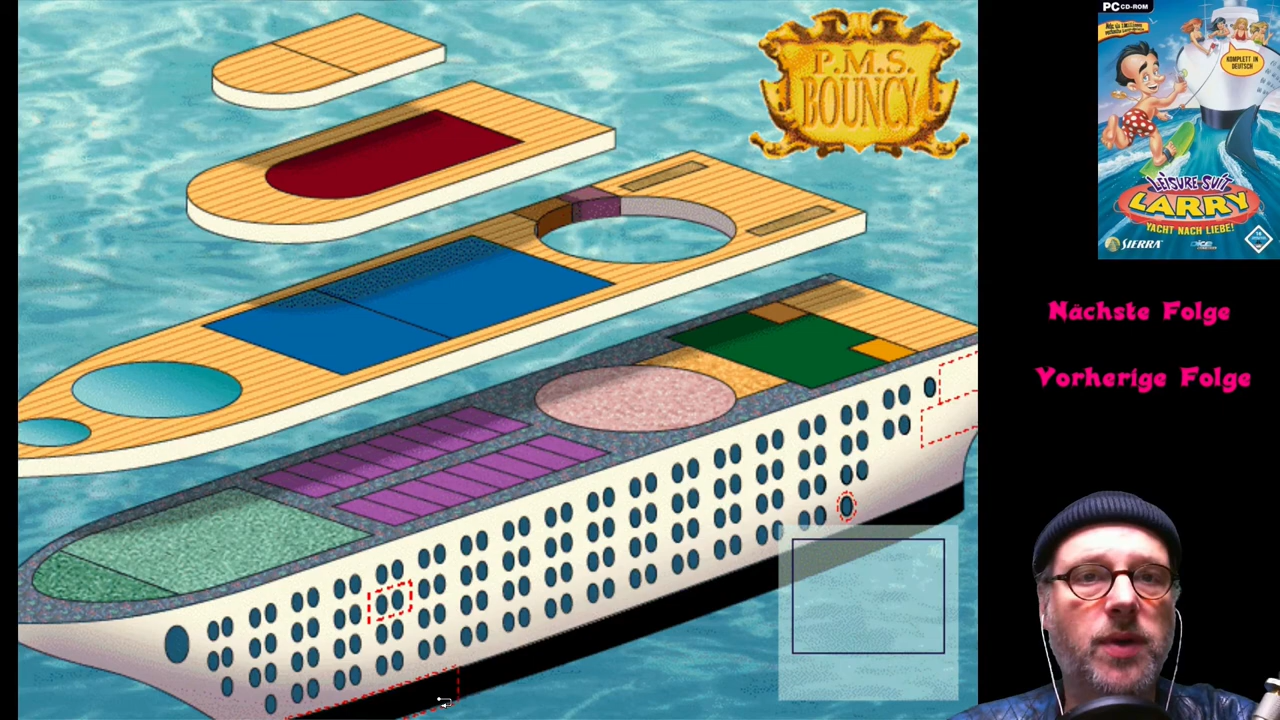 P.M.S.
BOUNCY
PC CD-ROM
KOMPLETT IN
DEUTSCH
LEISURE SUIT
LARRY
YACHT NACH LIEBE!
SIERRA
Nächste Folge
Vorherige Folge